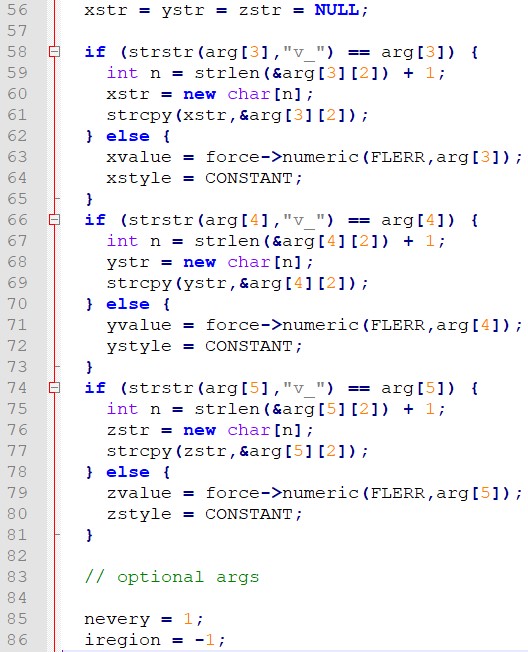 56 xstr = ystr = zstr = NULL;
57
58 if (strstr(arg[3],"v_") == arg[3]) {
59 int n = strlen(&arg[3][2]) + 1;
60 xstr = new char[n];
61 strcpy(xstr,&arg[3][2]);
62 } else {
63 xvalue = force->numeric(FLERR,arg[3]);
64 xstyle = CONSTANT;
65 }
66 if (strstr(arg[4],"v_") == arg[4]) {
67 int n = strlen(&arg[4][2]) + 1;
68 ystr = new char[n];
69 strcpy(ystr,&arg[4][2]);
70 } else {
71 yvalue = force->numeric(FLERR,arg[4]);
72 ystyle = CONSTANT;
73 }
74 if (strstr(arg[5],"v_") == arg[5]) {
75 int n = strlen(&arg[5][2]) + 1;
76 zstr = new char[n];
77 strcpy(zstr,&arg[5][2]);
78 } else {
79 zvalue = force->numeric(FLERR,arg[5]);
80 zstyle = CONSTANT;
81 }
82
83 // optional args
84
85 nevery = 1;
86 iregion = -1;